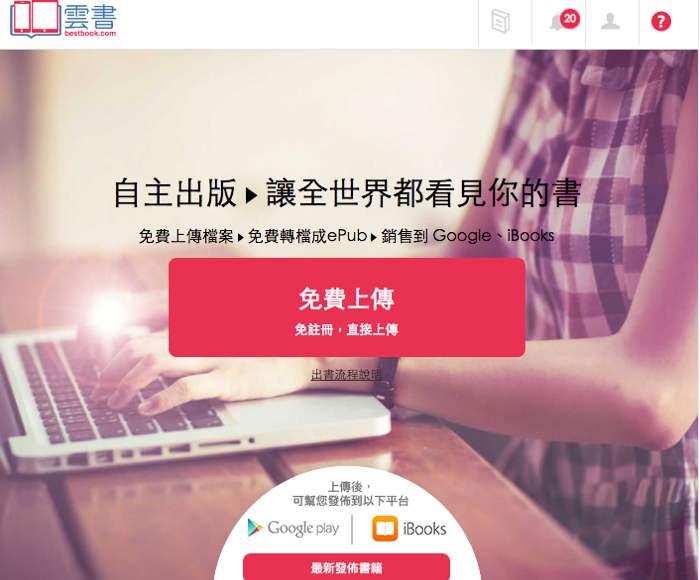 雲書
bestbook.com
20
?
自主出版▶讓全世界都看見你的書
免費上傳檔案▶免費轉檔成ePub▶銷售到 Google、iBooks
免費上傳
免註冊，直接上傳
出書流程說明
上傳後，
可幫您發佈到以下平台
Google play
iBooks
最新發佈書籍